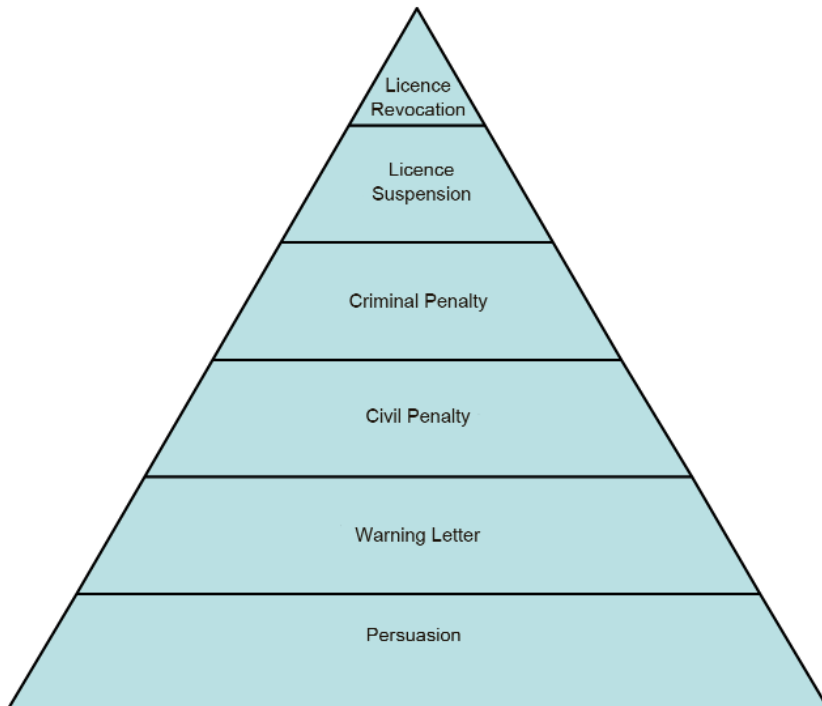 Licence
Revocation
Licence
Suspension
Criminal Penalty
Civil Penalty
Warning Letter
Persuasion